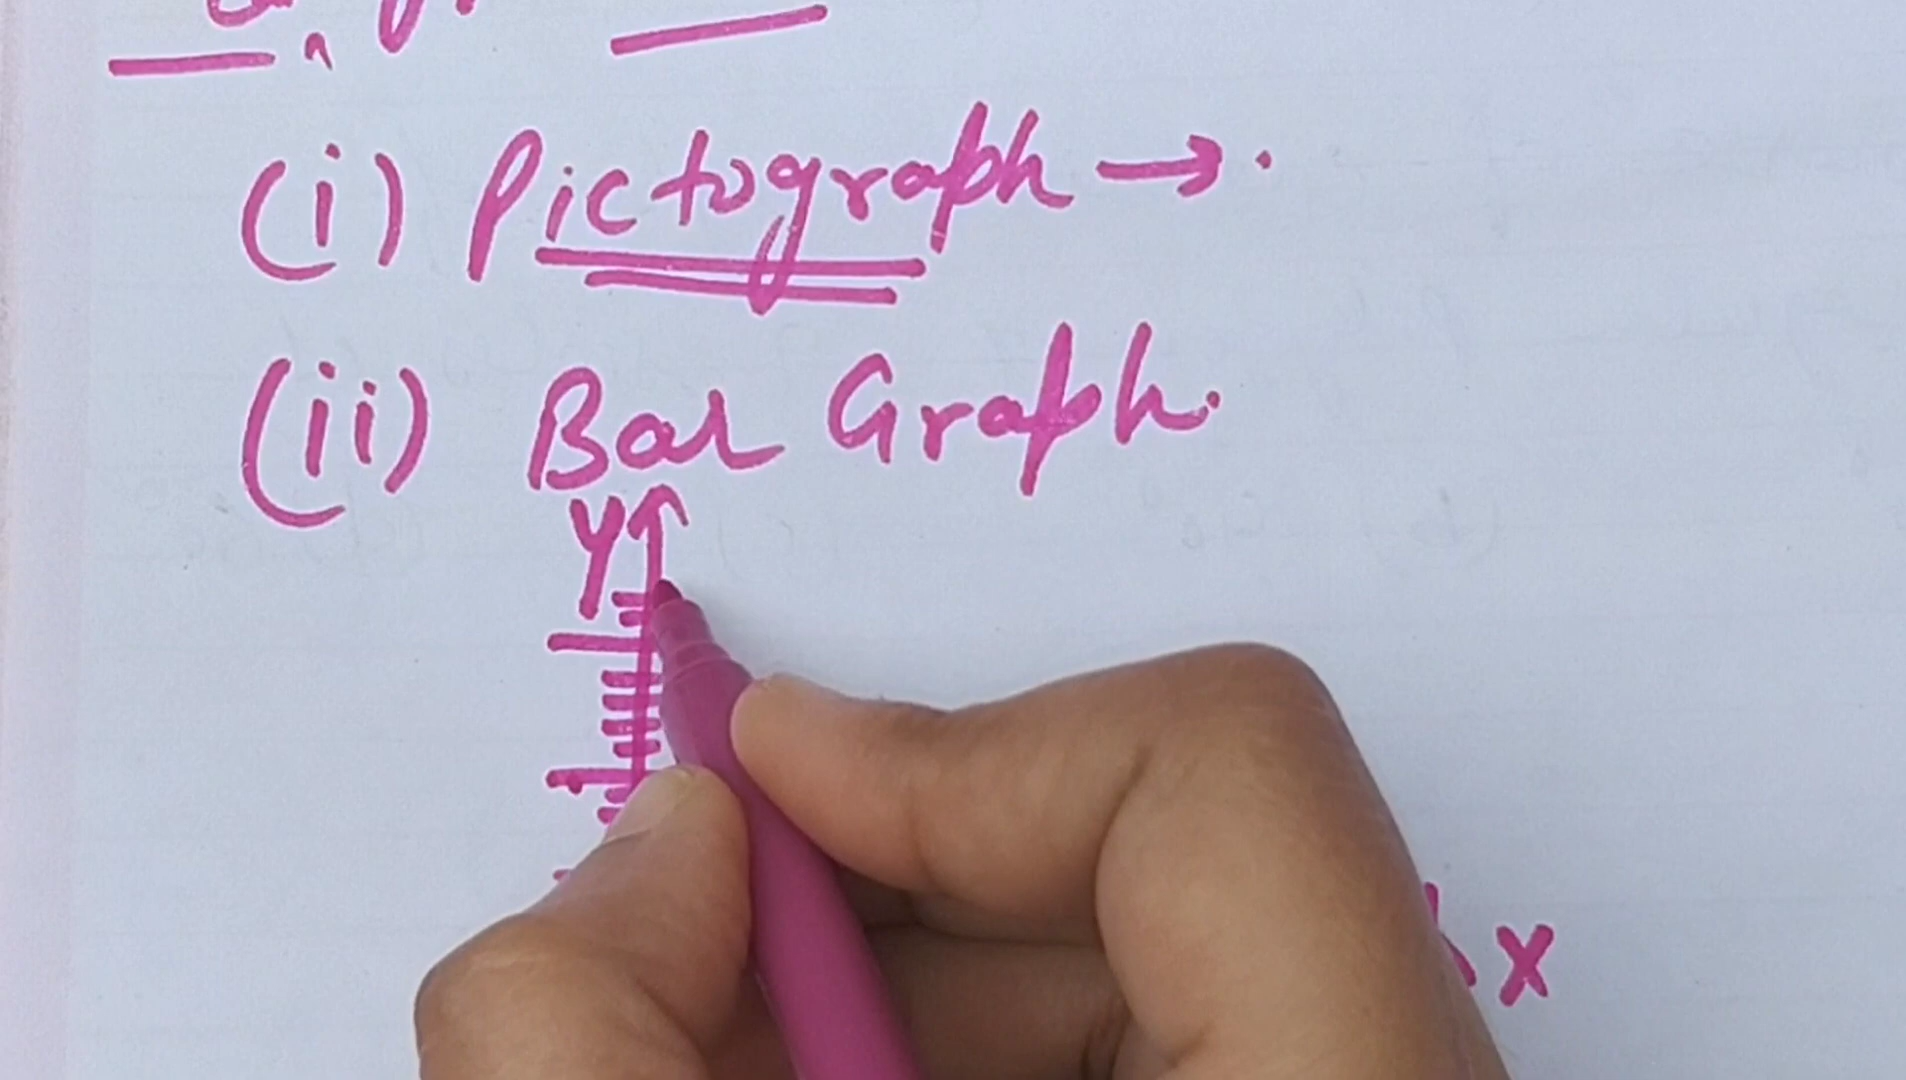 (i) Pictograph → .
(ii) Bar Graph.
Y
X